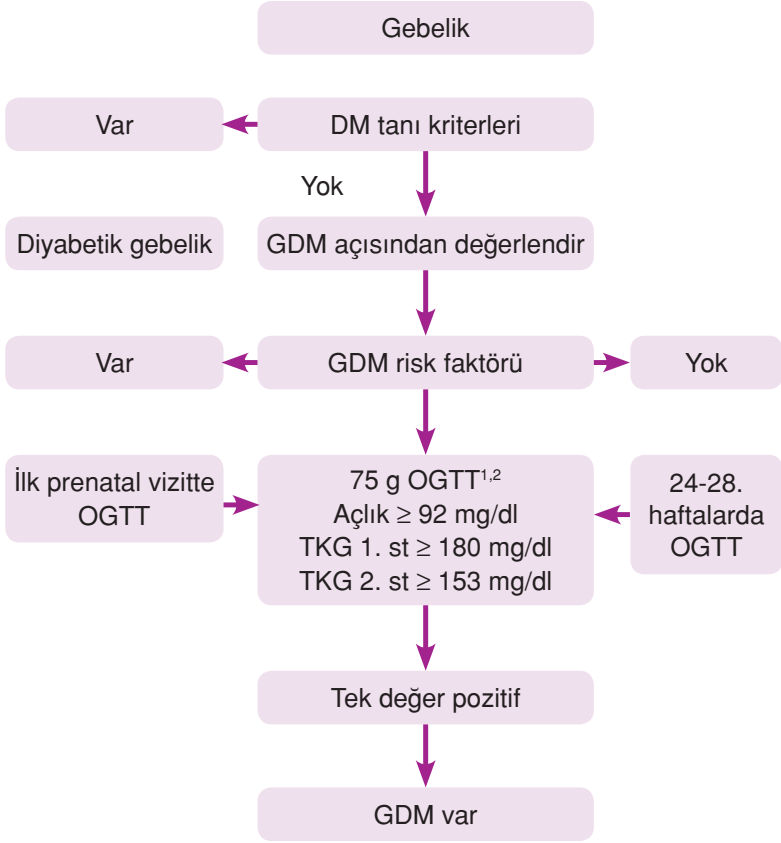 Gebelik
Var
DM tanı kriterleri
Yok
Diyabetik gebelik
GDM açısından değerlendir
Var
GDM risk faktörü
Yok
İlk prenatal vizitte
OGTT
75 g OGTT1,2
Açlık ≥ 92 mg/dl
TKG 1. st ≥ 180 mg/dl
TKG 2. st ≥ 153 mg/dl
24-28.
haftalarda
OGTT
Tek değer pozitif
GDM var